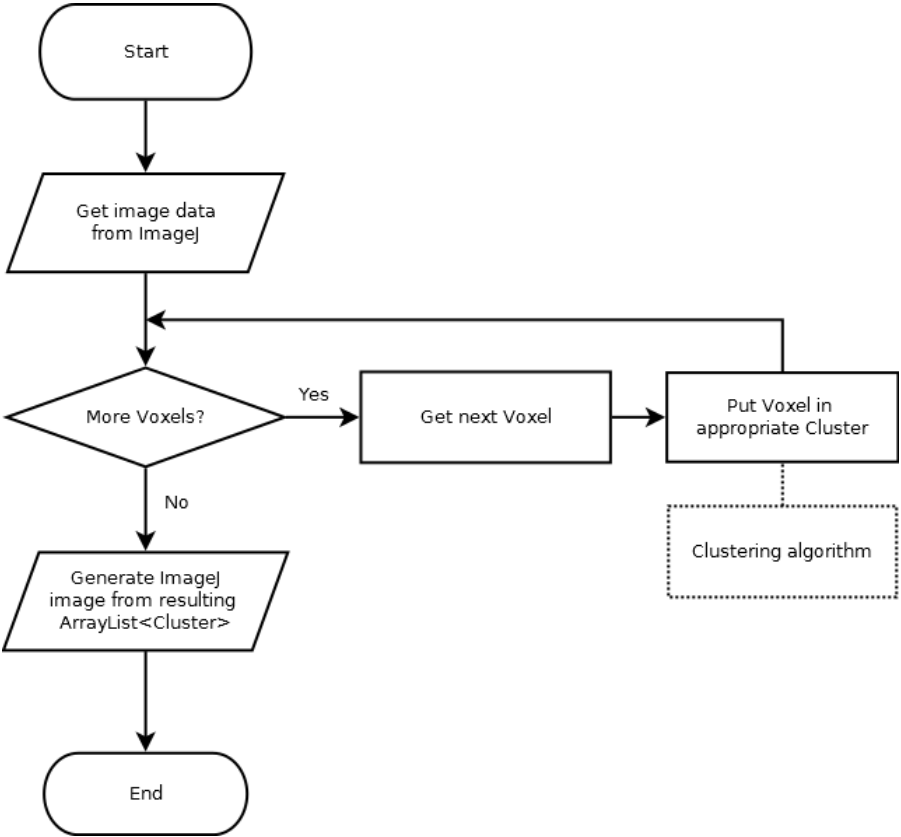 Start
Get image data
from ImageJ
More Voxels?
Yes
Get next Voxel
Put Voxel in
appropriate Cluster
Clustering algorithm
No
Generate ImageJ
image from resulting
ArrayList<Cluster>
End